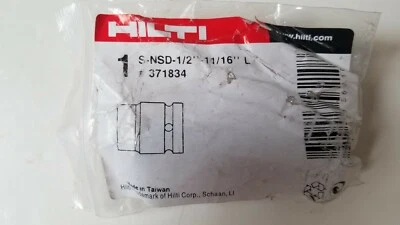 HILTI
www.hilti.com
1 S-NSD-1/2"-11/16" L
# 371834
Made in Taiwan
Trademark of Hilti Corp., Schaan, LI